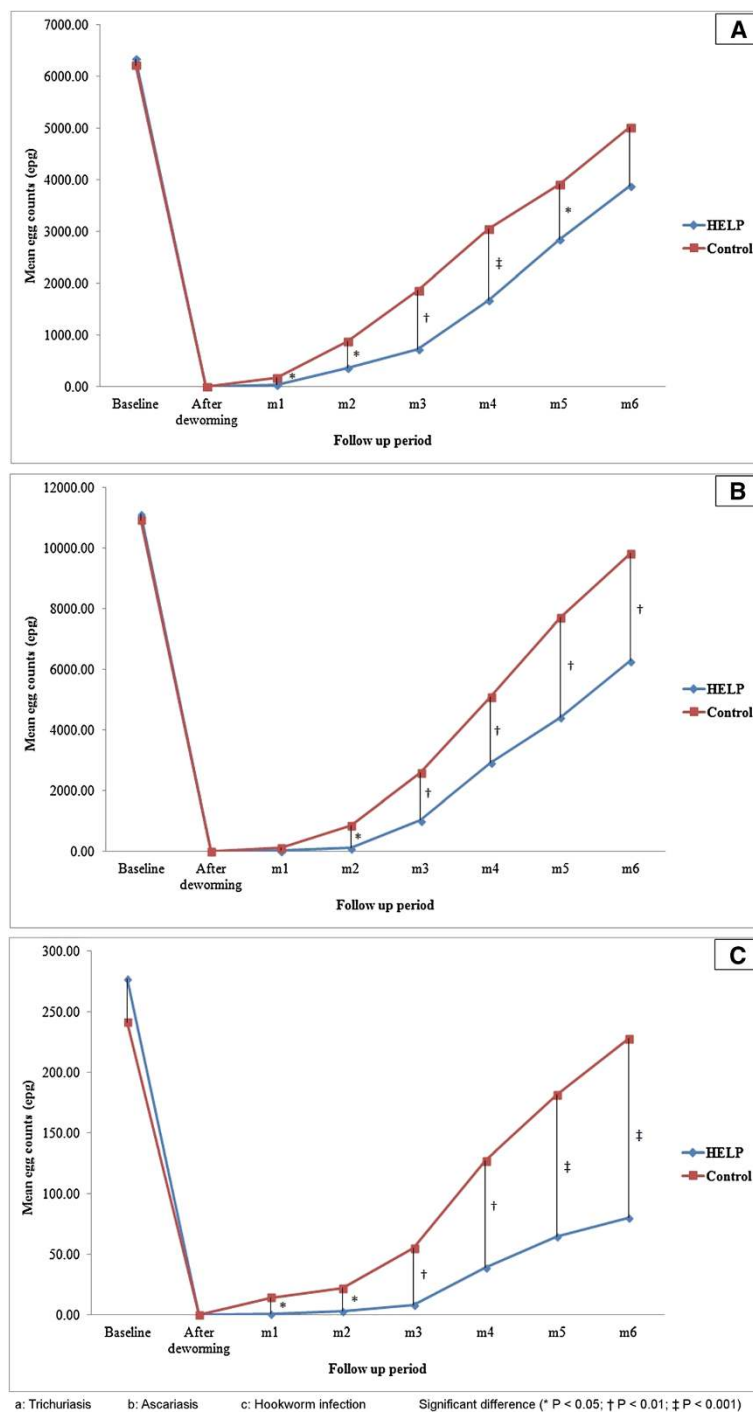 A
7000.00
6000.00
5000.00
4000.00
3000.00
2000.00
1000.00
0.00
Mean egg counts (epg)
*
*
†
‡
*
HELP
Control
Baseline
After deworming
m1
m2
m3
m4
m5
m6
Follow up period
B
12000.00
10000.00
8000.00
6000.00
4000.00
2000.00
0.00
Mean egg counts (epg)
*
†
†
†
†
HELP
Control
Baseline
After deworming
m1
m2
m3
m4
m5
m6
Follow up period
C
300.00
250.00
200.00
150.00
100.00
50.00
0.00
Mean egg counts (epg)
*
*
†
†
‡
‡
HELP
Control
Baseline
After deworming
m1
m2
m3
m4
m5
m6
Follow up period
a: Trichuriasis b: Ascariasis c: Hookworm infection Significant difference (* P < 0.05; † P < 0.01; ‡ P < 0.001)